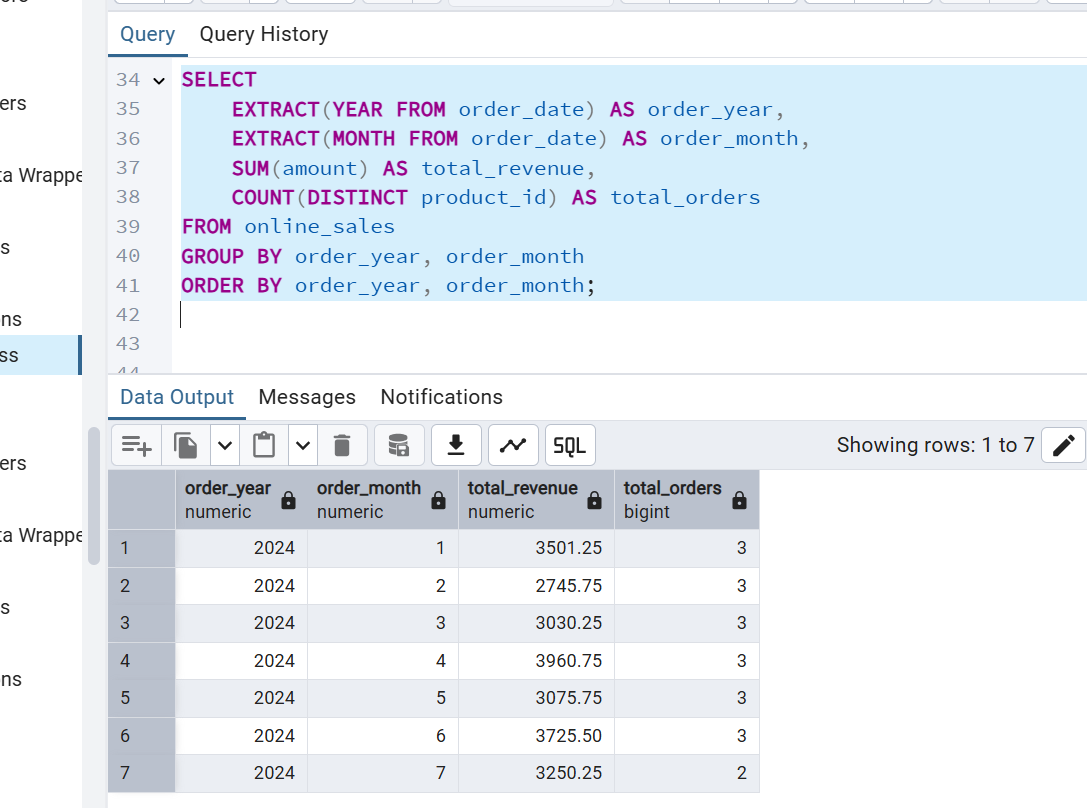 ers
ta Wrappe
s
ns
ss
ers
ta Wrappe
s
ns
Query Query History
34 SELECT
35 EXTRACT(YEAR FROM order_date) AS order_year,
36 EXTRACT(MONTH FROM order_date) AS order_month,
37 SUM(amount) AS total_revenue,
38 COUNT(DISTINCT product_id) AS total_orders
39 FROM online_sales
40 GROUP BY order_year, order_month
41 ORDER BY order_year, order_month;
42
43
44
Data Output Messages Notifications
SQL Showing rows: 1 to 7
order_year order_month total_revenue total_orders
numeric numeric numeric bigint
1 2024 1 3501.25 3
2 2024 2 2745.75 3
3 2024 3 3030.25 3
4 2024 4 3960.75 3
5 2024 5 3075.75 3
6 2024 6 3725.50 3
7 2024 7 3250.25 2